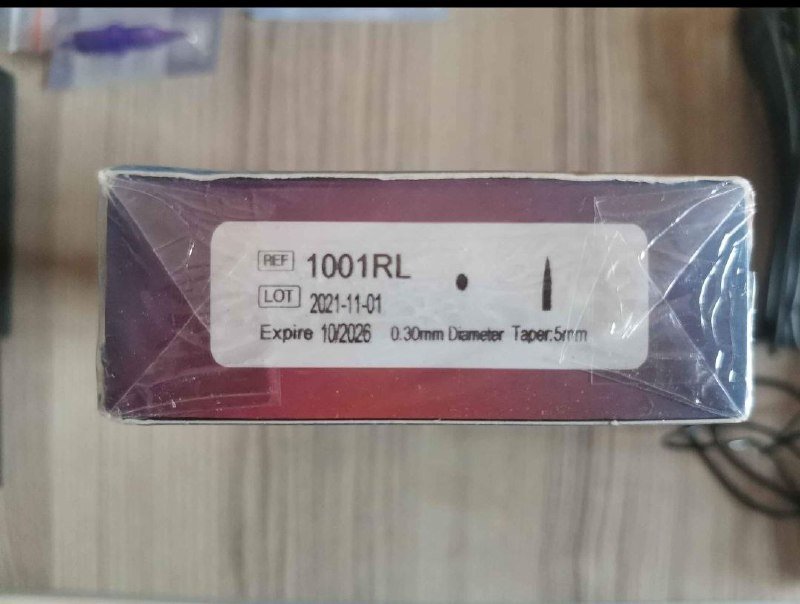 REF 1001RL
LOT 2021-11-01
Expire 10/2026 0.30mm Diameter Taper:5mm